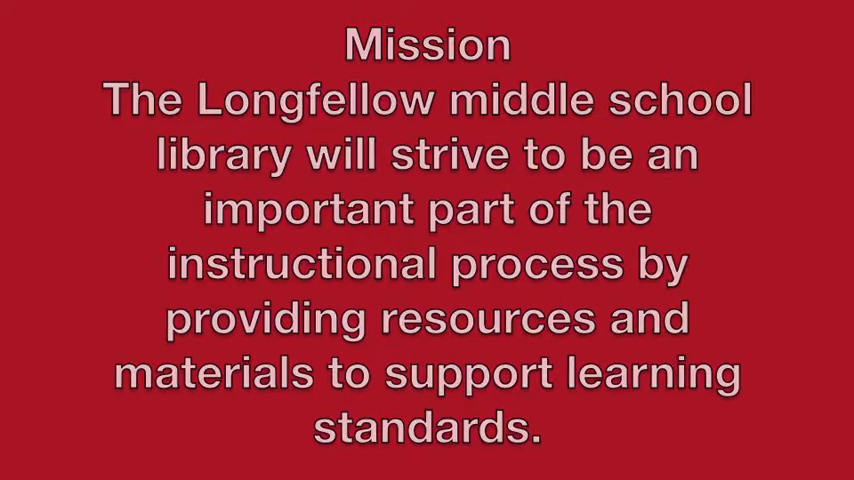 Mission
The Longfellow middle school
library will strive to be an
important part of the
instructional process by
providing resources and
materials to support learning
standards.